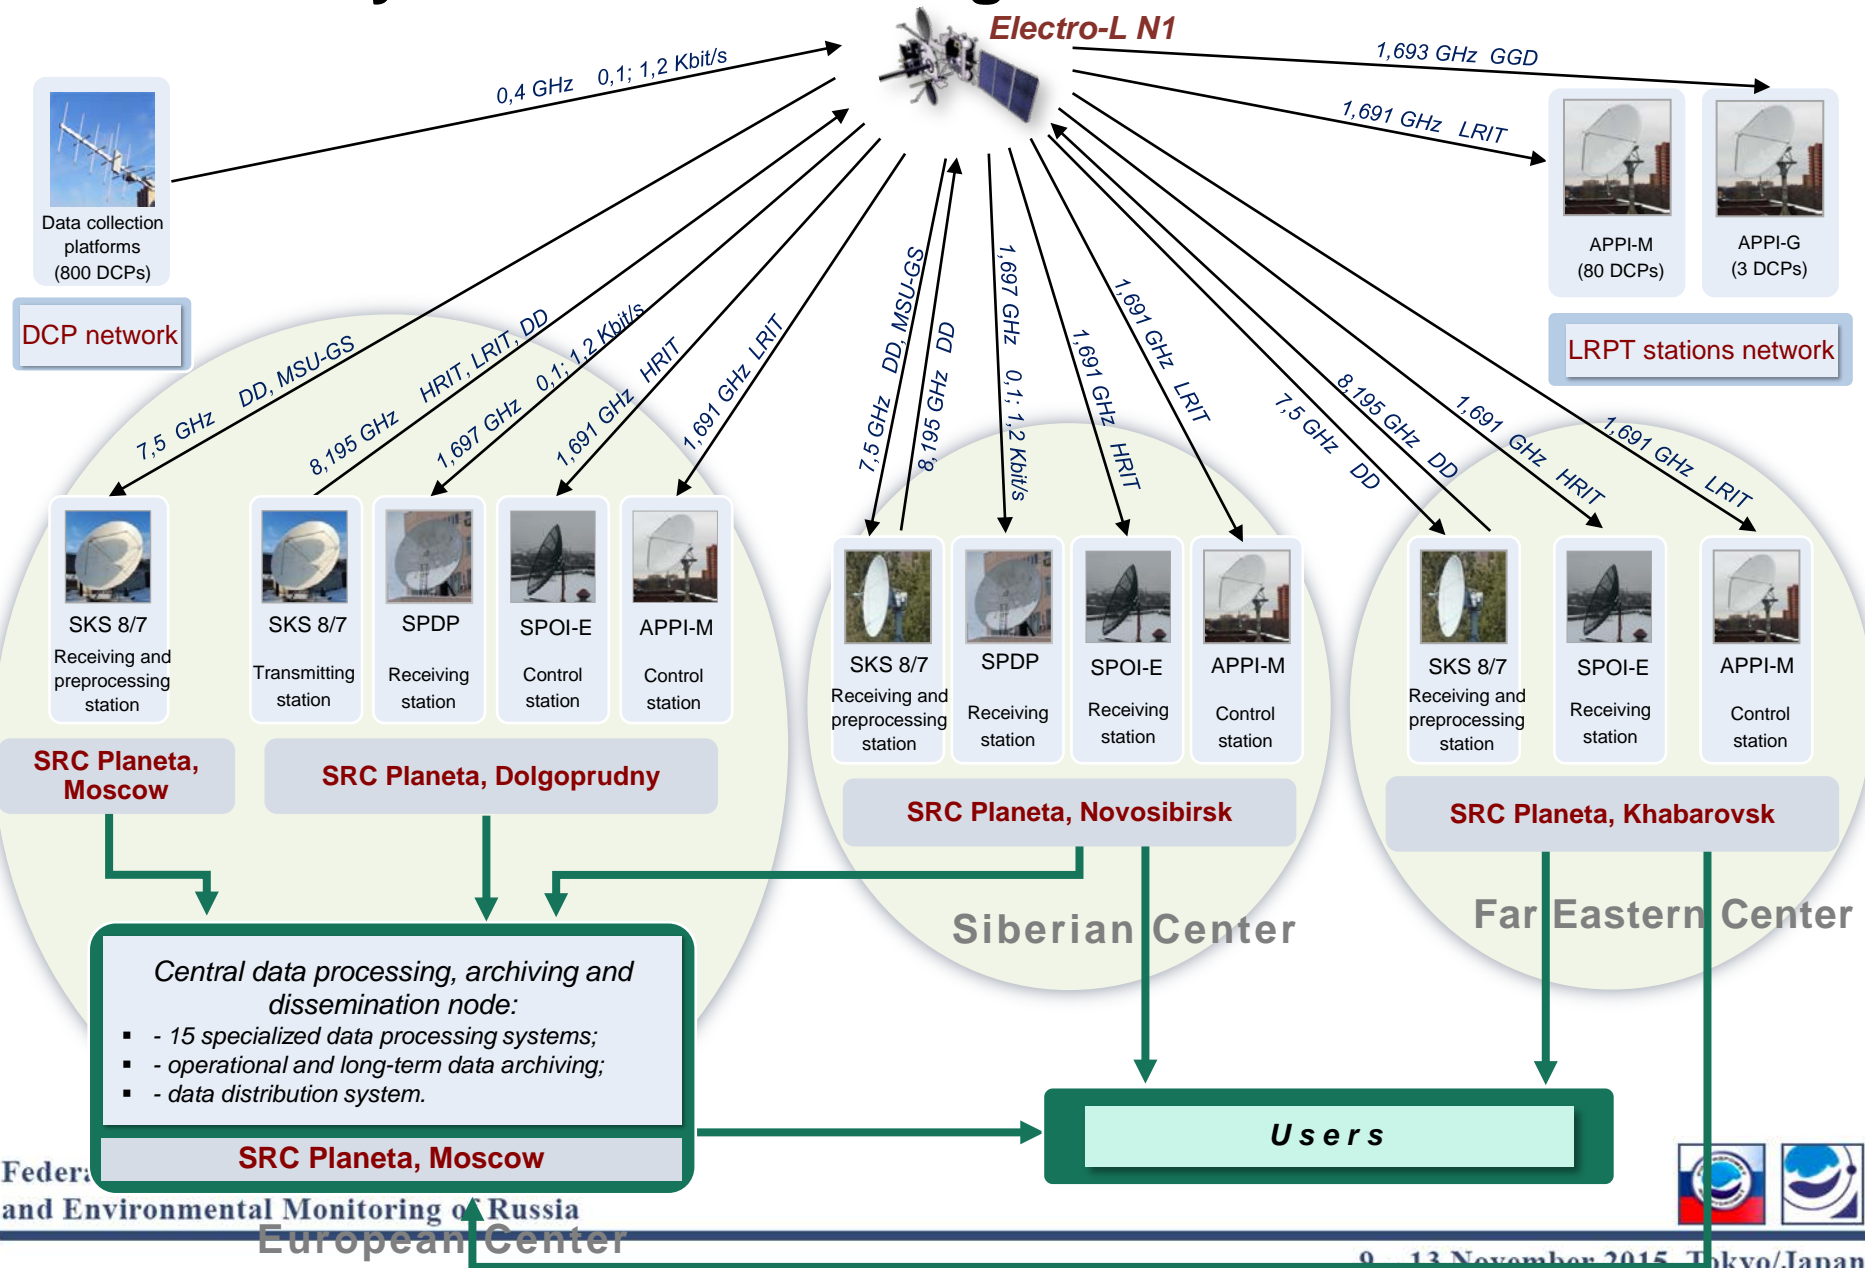 Electro-L N1
0,4 GHz 0,1; 1,2 Kbit/s
1,693 GHz GGD
1,691 GHz LRIT
Data collection
platforms
(800 DCPs)
DCP network
APPI-M
(80 DCPs)
APPI-G
(3 DCPs)
LRPT stations network
7,5 GHz DD, MSU-GS
8,195 GHz HRIT, LRIT, DD
1,697 GHz 0,1; 1,2 Kbit/s
1,691 GHz HRIT
1,691 GHz LRIT
7,5 GHz DD, MSU-GS
8,195 GHz DD
1,697 GHz 0,1; 1,2 Kbit/s
1,691 GHz HRIT
1,691 GHz LRIT
7,5 GHz DD
8,195 GHz DD
1,691 GHz HRIT
1,691 GHz LRIT
SKS 8/7
Receiving and
preprocessing
station
SKS 8/7
Transmitting
station
SPDP
Receiving
station
SPOI-E
Control
station
APPI-M
Control
station
SKS 8/7
Receiving and
preprocessing
station
SPDP
Receiving
station
SPOI-E
Receiving
station
APPI-M
Control
station
SKS 8/7
Receiving and
preprocessing
station
SPOI-E
Receiving
station
APPI-M
Control
station
SRC Planeta,
Moscow
SRC Planeta, Dolgoprudny
SRC Planeta, Novosibirsk
SRC Planeta, Khabarovsk
Siberian Center
Far Eastern Center
Central data processing, archiving and
dissemination node:
▪ - 15 specialized data processing systems;
▪ - operational and long-term data archiving;
▪ - data distribution system.
SRC Planeta, Moscow
Users
and Environmental Monitoring of Russia
European Center
13 November 2015, Tokyo/Japan